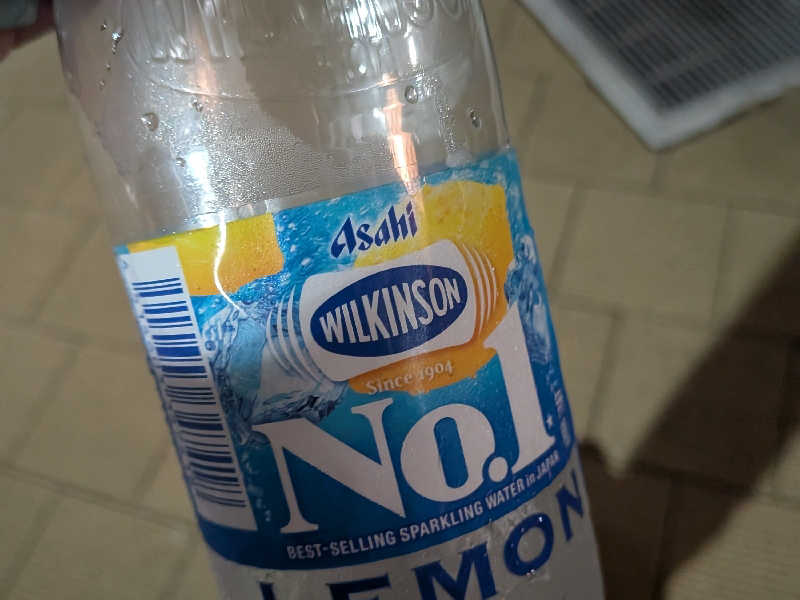 Asahi
WILKINSON
Since 1904
No.1
BEST-SELLING SPARKLING WATER in JAPAN
LEMON